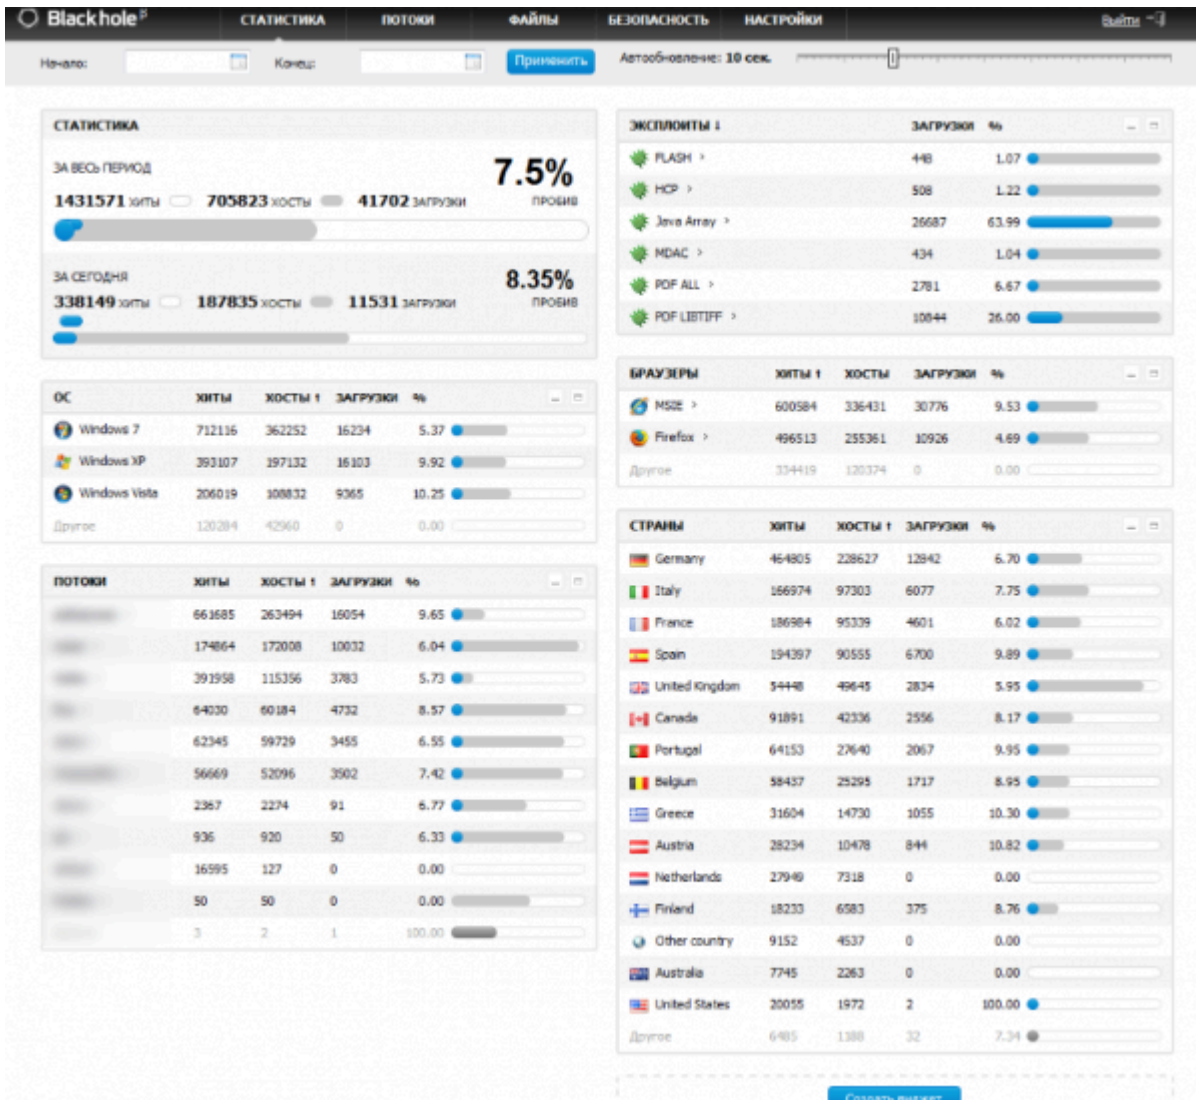 Blackhole β СТАТИСТИКА ПОТОКИ ФАЙЛЫ БЕЗОПАСНОСТЬ НАСТРОЙКИ Выйти
Начало: Конец: Применить Автообновление: 10 сек.
СТАТИСТИКА
ЗА ВЕСЬ ПЕРИОД 7.5%
1431571 ХИТЫ 705823 ХОСТЫ 41702 ЗАГРУЗКИ ПРОБИВ
ЗА СЕГОДНЯ 8.35%
338149 ХИТЫ 187835 ХОСТЫ 11531 ЗАГРУЗКИ ПРОБИВ
ОС ХИТЫ ХОСТЫ ↑ ЗАГРУЗКИ %
Windows 7 712116 362252 16234 5.37
Windows XP 393107 197132 16103 9.92
Windows Vista 206019 108832 9365 10.25
Другое 120284 42960 0 0.00
ПОТОКИ ХИТЫ ХОСТЫ ↑ ЗАГРУЗКИ %
661685 263494 16054 9.65
174864 172008 10032 6.04
391958 115356 3783 5.73
64030 60184 4732 8.57
62345 59729 3455 6.55
56669 52096 3502 7.42
2367 2274 91 6.77
936 920 50 6.33
16595 127 0 0.00
50 50 0 0.00
3 2 1 100.00
ЭКСПЛОИТЫ ↓ ЗАГРУЗКИ %
FLASH > 448 1.07
HCP > 508 1.22
Java Array > 26687 63.99
MDAC > 434 1.04
PDF ALL > 2781 6.67
PDF LIBTIFF > 10844 26.00
БРАУЗЕРЫ ХИТЫ ↑ ХОСТЫ ЗАГРУЗКИ %
MSIE > 600584 336431 30776 9.53
Firefox > 496513 255361 10926 4.69
Другое 334419 120374 0 0.00
СТРАНЫ ХИТЫ ХОСТЫ ↑ ЗАГРУЗКИ %
Germany 464805 228627 12842 6.70
Italy 166974 97303 6077 7.75
France 186984 95339 4601 6.02
Spain 194397 90555 6700 9.89
United Kingdom 54448 49645 2834 5.95
Canada 91891 42336 2556 8.17
Portugal 64153 27640 2067 9.95
Belgium 58437 25295 1717 8.95
Greece 31604 14730 1055 10.30
Austria 28234 10478 844 10.82
Netherlands 27949 7318 0 0.00
Finland 18233 6583 375 8.76
Other country 9152 4537 0 0.00
Australia 7745 2263 0 0.00
United States 20055 1972 2 100.00
Другое 6485 1188 32 7.34
Создать виджет